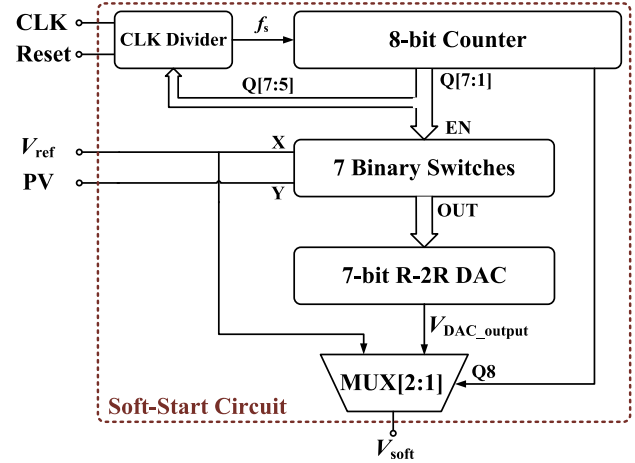 CLK
CLK Divider
fs
8-bit Counter
Reset
Q[7:5]
Q[7:1]
EN
Vref
X
7 Binary Switches
PV
Y
OUT
7-bit R-2R DAC
VDAC_output
MUX[2:1]
Q8
Soft-Start Circuit
Vsoft